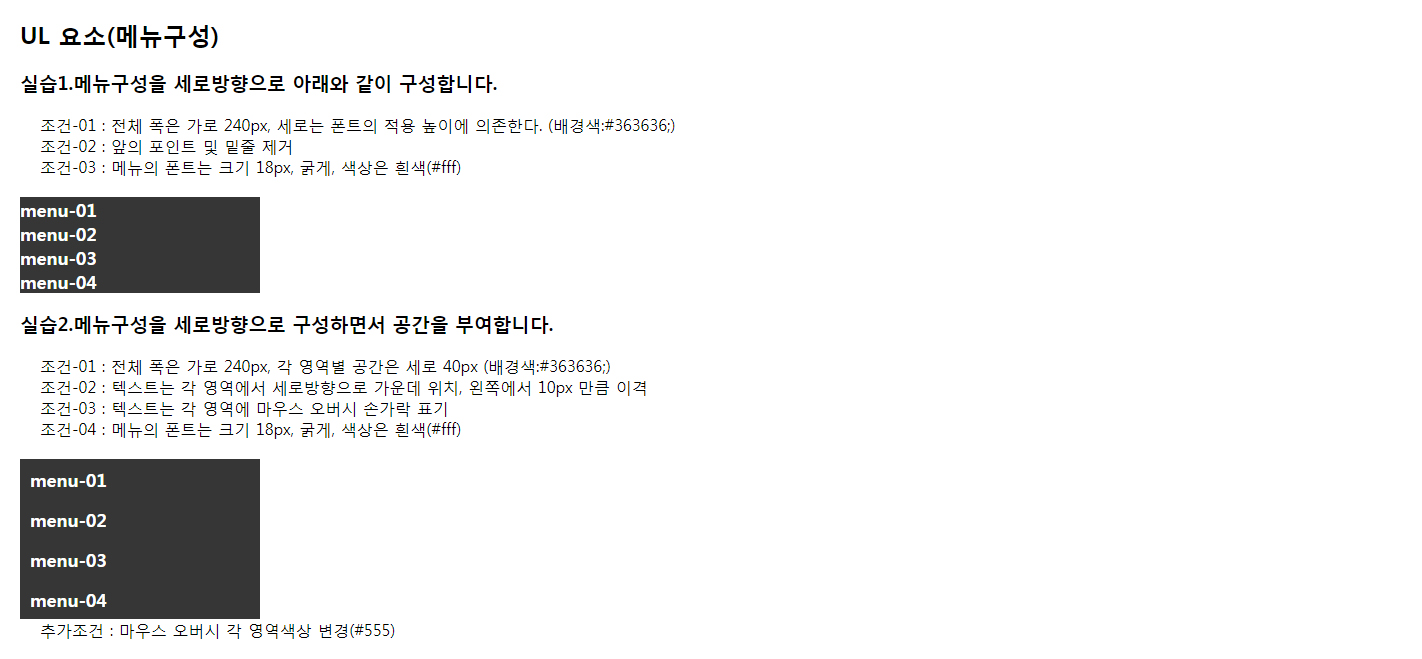 UL 요소(메뉴구성)
실습1.메뉴구성을 세로방향으로 아래와 같이 구성합니다.
조건-01 : 전체 폭은 가로 240px, 세로는 폰트의 적용 높이에 의존한다. (배경색:#363636;)
조건-02 : 앞의 포인트 및 밑줄 제거
조건-03 : 메뉴의 폰트는 크기 18px, 굵게, 색상은 흰색(#fff)
menu-01
menu-02
menu-03
menu-04
실습2.메뉴구성을 세로방향으로 구성하면서 공간을 부여합니다.
조건-01 : 전체 폭은 가로 240px, 각 영역별 공간은 세로 40px (배경색:#363636;)
조건-02 : 텍스트는 각 영역에서 세로방향으로 가운데 위치, 왼쪽에서 10px 만큼 이격
조건-03 : 텍스트는 각 영역에 마우스 오버시 손가락 표기
조건-04 : 메뉴의 폰트는 크기 18px, 굵게, 색상은 흰색(#fff)
menu-01
menu-02
menu-03
menu-04
추가조건 : 마우스 오버시 각 영역색상 변경(#555)